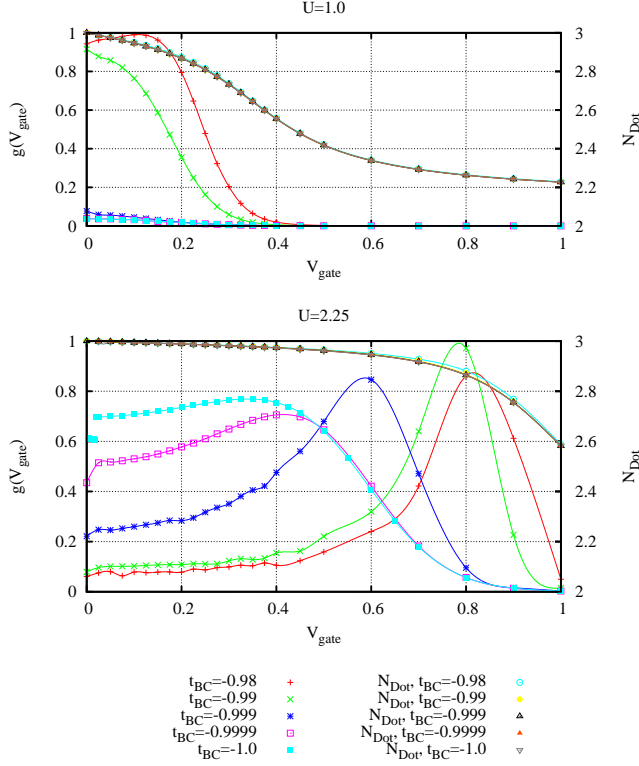 U=1.0
1
0.8
0.6
0.4
0.2
0
g(V_gate)
3
2.8
2.6
2.4
2.2
2
N_Dot
0 0.2 0.4 0.6 0.8 1
V_gate
U=2.25
1
0.8
0.6
0.4
0.2
0
g(V_gate)
3
2.8
2.6
2.4
2.2
2
N_Dot
0 0.2 0.4 0.6 0.8 1
V_gate
t_BC=-0.98 N_Dot, t_BC=-0.98
t_BC=-0.99 N_Dot, t_BC=-0.99
t_BC=-0.999 N_Dot, t_BC=-0.999
t_BC=-0.9999 N_Dot, t_BC=-0.9999
t_BC=-1.0 N_Dot, t_BC=-1.0